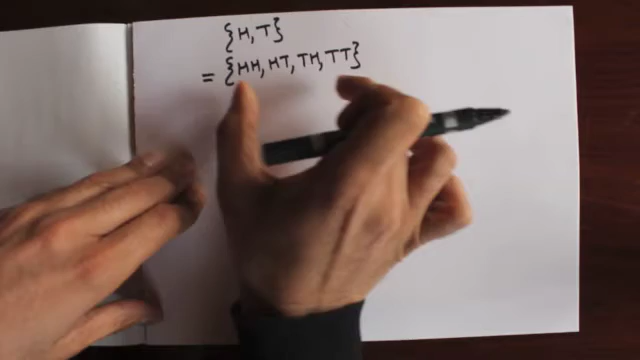 {H,T}
= {HH, HT, TH, TT}